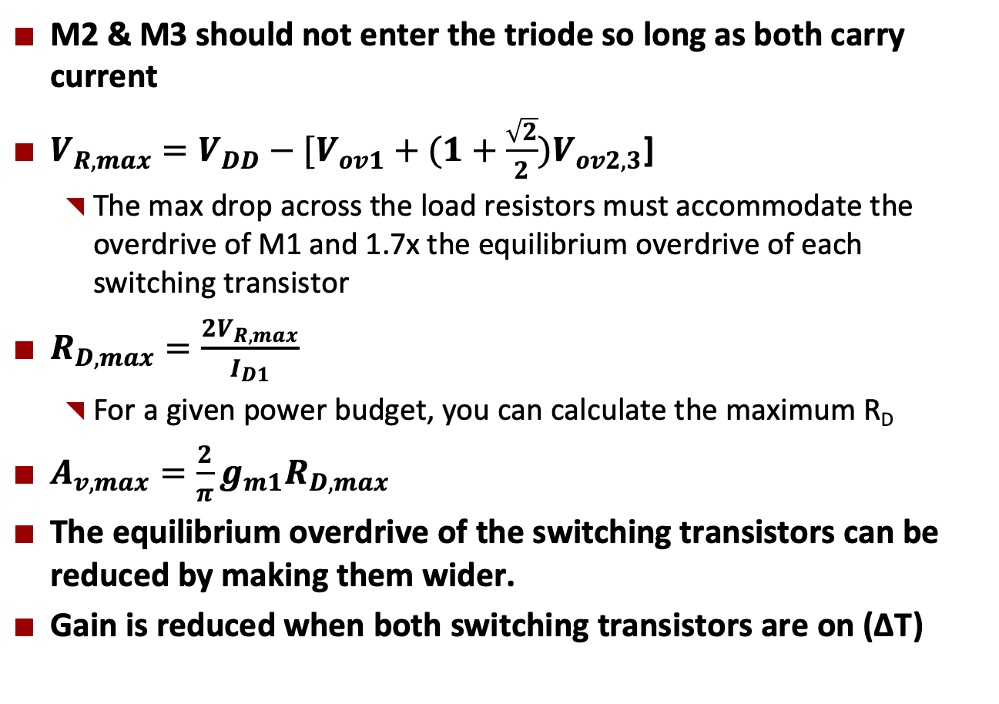 ■ M2 & M3 should not enter the triode so long as both carry
current
■ V_{R,max} = V_{DD} − [V_{ov1} + (1 + \frac{√2}{2})V_{ov2,3}]
◥ The max drop across the load resistors must accommodate the
overdrive of M1 and 1.7x the equilibrium overdrive of each
switching transistor
■ R_{D,max} = \frac{2V_{R,max}}{I_{D1}}
◥ For a given power budget, you can calculate the maximum R_D
■ A_{v,max} = \frac{2}{π} g_{m1}R_{D,max}
■ The equilibrium overdrive of the switching transistors can be
reduced by making them wider.
■ Gain is reduced when both switching transistors are on (ΔT)